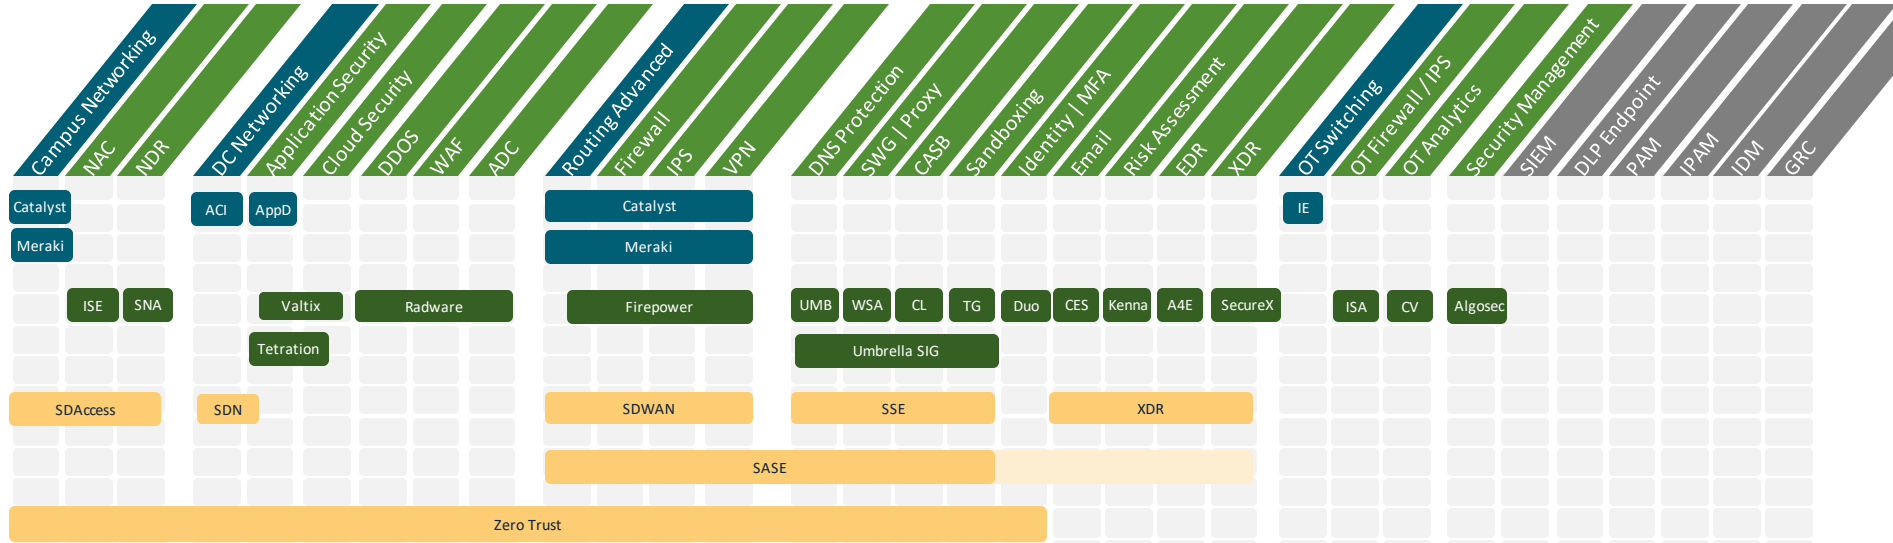 Campus Networking
NAC
NDR
DC Networking
Application Security
Cloud Security
DDOS
WAF
ADC
Routing Advanced
Firewall
IPS
VPN
DNS Protection
SWG | Proxy
CASB
Sandboxing
Identity | MFA
Email
Risk Assessment
EDR
XDR
OT Switching
OT Firewall / IPS
OT Analytics
Security Management
SIEM
DLP Endpoint
PAM
IPAM
IDM
GRC
Catalyst
ACI
AppD
Catalyst
IE
Meraki
Meraki
ISE
SNA
Valtix
Radware
Firepower
UMB
WSA
CL
TG
Duo
CES
Kenna
A4E
SecureX
ISA
CV
Algosec
Tetration
Umbrella SIG
SDAccess
SDN
SDWAN
SSE
XDR
SASE
Zero Trust